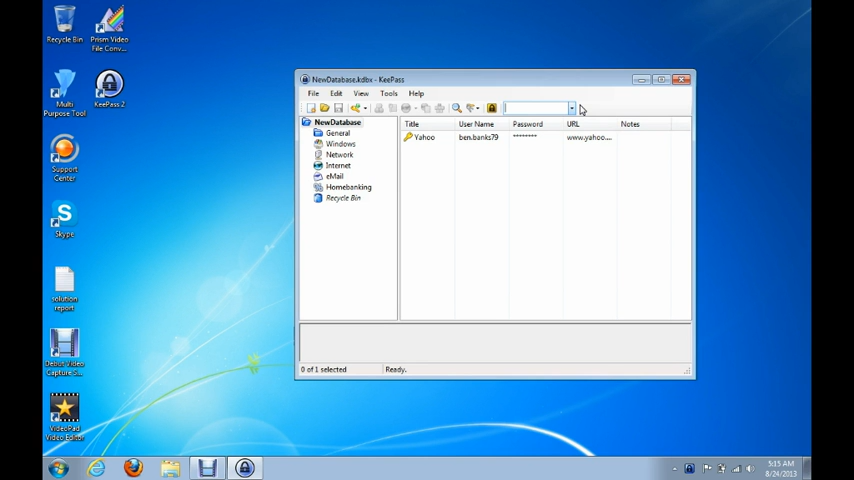 Recycle Bin
Prism Video
File Conv...
Multi
Purpose Tool
KeePass 2
Support
Center
Skype
solution
report
Debut Video
Capture S...
VideoPad
Video Editor
NewDatabase.kdbx - KeePass
File Edit View Tools Help
NewDatabase
General
Windows
Network
Internet
eMail
Homebanking
Recycle Bin
Title User Name Password URL Notes
Yahoo ben.banks79 ******** www.yahoo....
0 of 1 selected Ready.
5:15 AM
8/24/2013